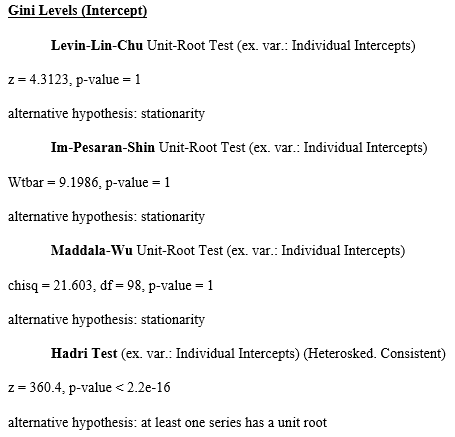 Gini Levels (Intercept)
Levin-Lin-Chu Unit-Root Test (ex. var.: Individual Intercepts)
z = 4.3123, p-value = 1
alternative hypothesis: stationarity
Im-Pesaran-Shin Unit-Root Test (ex. var.: Individual Intercepts)
Wtbar = 9.1986, p-value = 1
alternative hypothesis: stationarity
Maddala-Wu Unit-Root Test (ex. var.: Individual Intercepts)
chisq = 21.603, df = 98, p-value = 1
alternative hypothesis: stationarity
Hadri Test (ex. var.: Individual Intercepts) (Heterosked. Consistent)
z = 360.4, p-value < 2.2e-16
alternative hypothesis: at least one series has a unit root